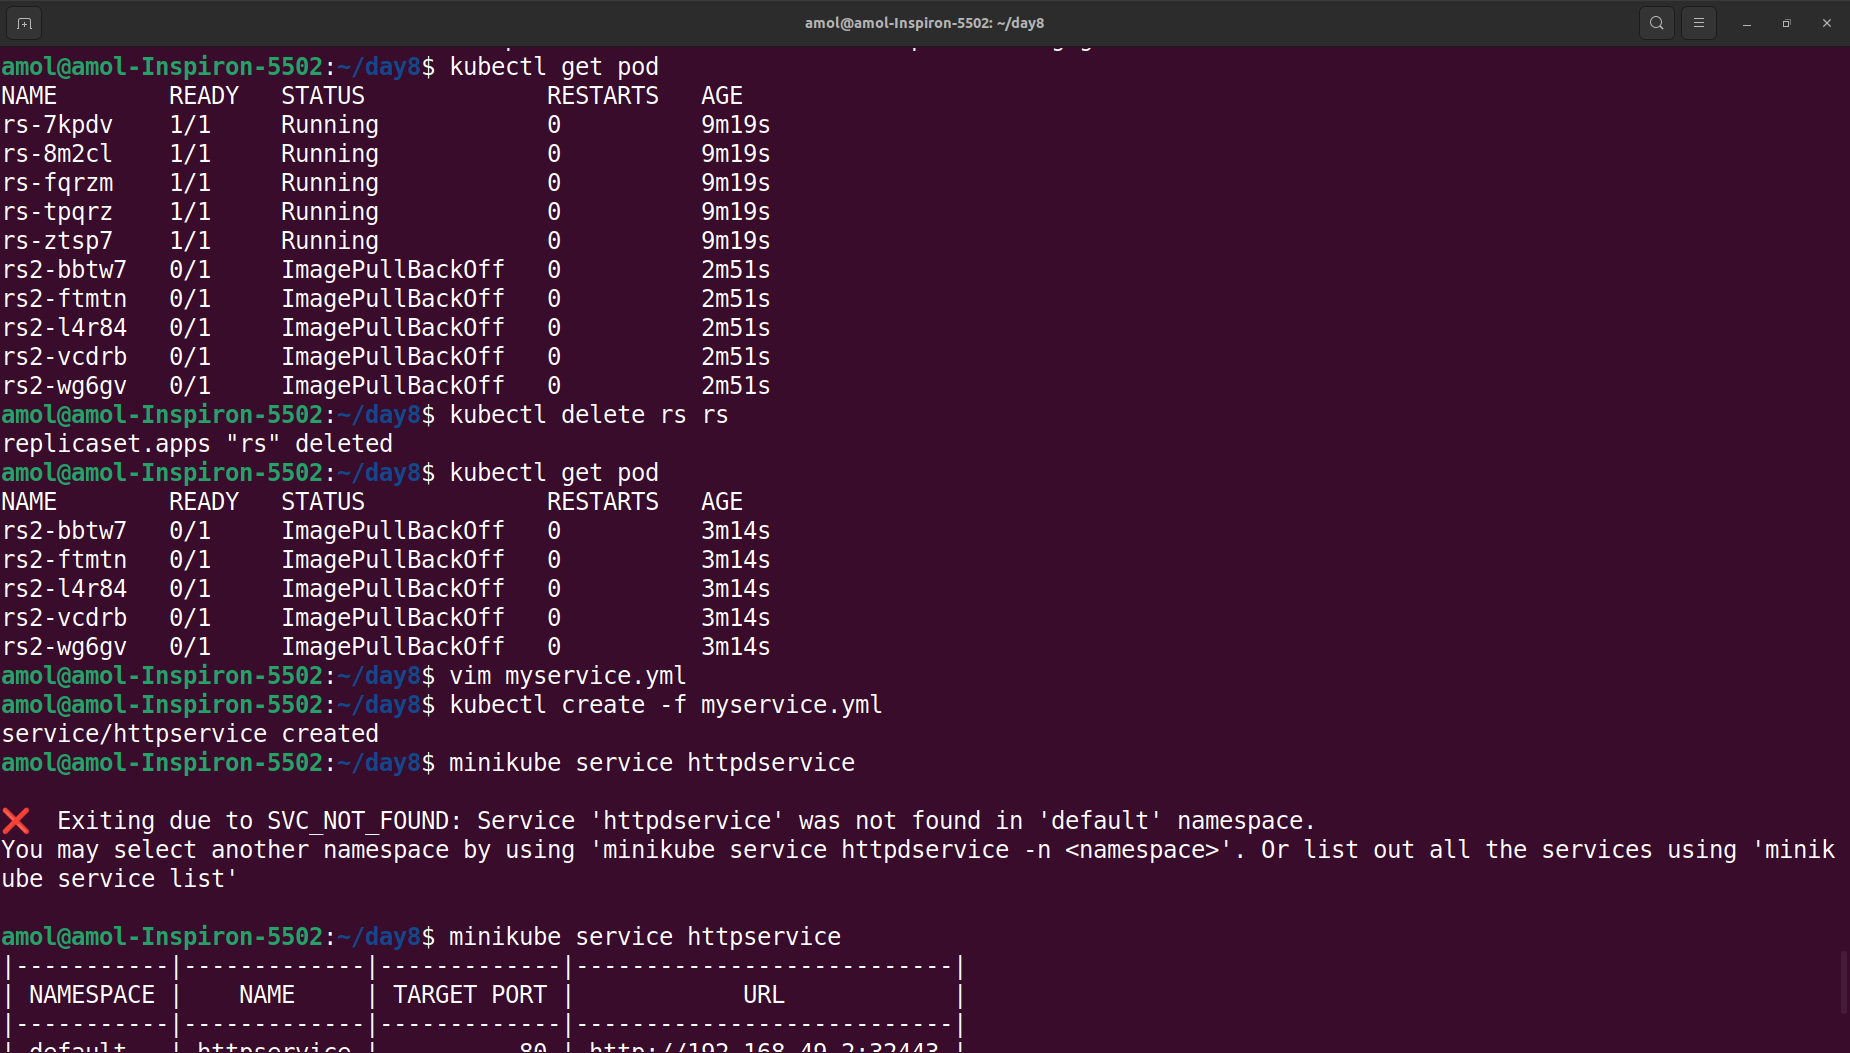 amol@amol-Inspiron-5502: ~/day8
amol@amol-Inspiron-5502:~/day8$ kubectl get pod
NAME        READY   STATUS             RESTARTS   AGE
rs-7kpdv    1/1     Running            0          9m19s
rs-8m2cl    1/1     Running            0          9m19s
rs-fqrzm    1/1     Running            0          9m19s
rs-tpqrz    1/1     Running            0          9m19s
rs-ztsp7    1/1     Running            0          9m19s
rs2-bbtw7   0/1     ImagePullBackOff   0          2m51s
rs2-ftmtn   0/1     ImagePullBackOff   0          2m51s
rs2-l4r84   0/1     ImagePullBackOff   0          2m51s
rs2-vcdrb   0/1     ImagePullBackOff   0          2m51s
rs2-wg6gv   0/1     ImagePullBackOff   0          2m51s
amol@amol-Inspiron-5502:~/day8$ kubectl delete rs rs
replicaset.apps "rs" deleted
amol@amol-Inspiron-5502:~/day8$ kubectl get pod
NAME        READY   STATUS             RESTARTS   AGE
rs2-bbtw7   0/1     ImagePullBackOff   0          3m14s
rs2-ftmtn   0/1     ImagePullBackOff   0          3m14s
rs2-l4r84   0/1     ImagePullBackOff   0          3m14s
rs2-vcdrb   0/1     ImagePullBackOff   0          3m14s
rs2-wg6gv   0/1     ImagePullBackOff   0          3m14s
amol@amol-Inspiron-5502:~/day8$ vim myservice.yml
amol@amol-Inspiron-5502:~/day8$ kubectl create -f myservice.yml
service/httpservice created
amol@amol-Inspiron-5502:~/day8$ minikube service httpdservice
❌  Exiting due to SVC_NOT_FOUND: Service 'httpdservice' was not found in 'default' namespace.
You may select another namespace by using 'minikube service httpdservice -n <namespace>'. Or list out all the services using 'minik
ube service list'
amol@amol-Inspiron-5502:~/day8$ minikube service httpservice
|-----------|-------------|-------------|---------------------------|
| NAMESPACE |    NAME     | TARGET PORT |            URL            |
|-----------|-------------|-------------|---------------------------|
| default   | httpservice |          80 | http://192.168.49.2:32443 |